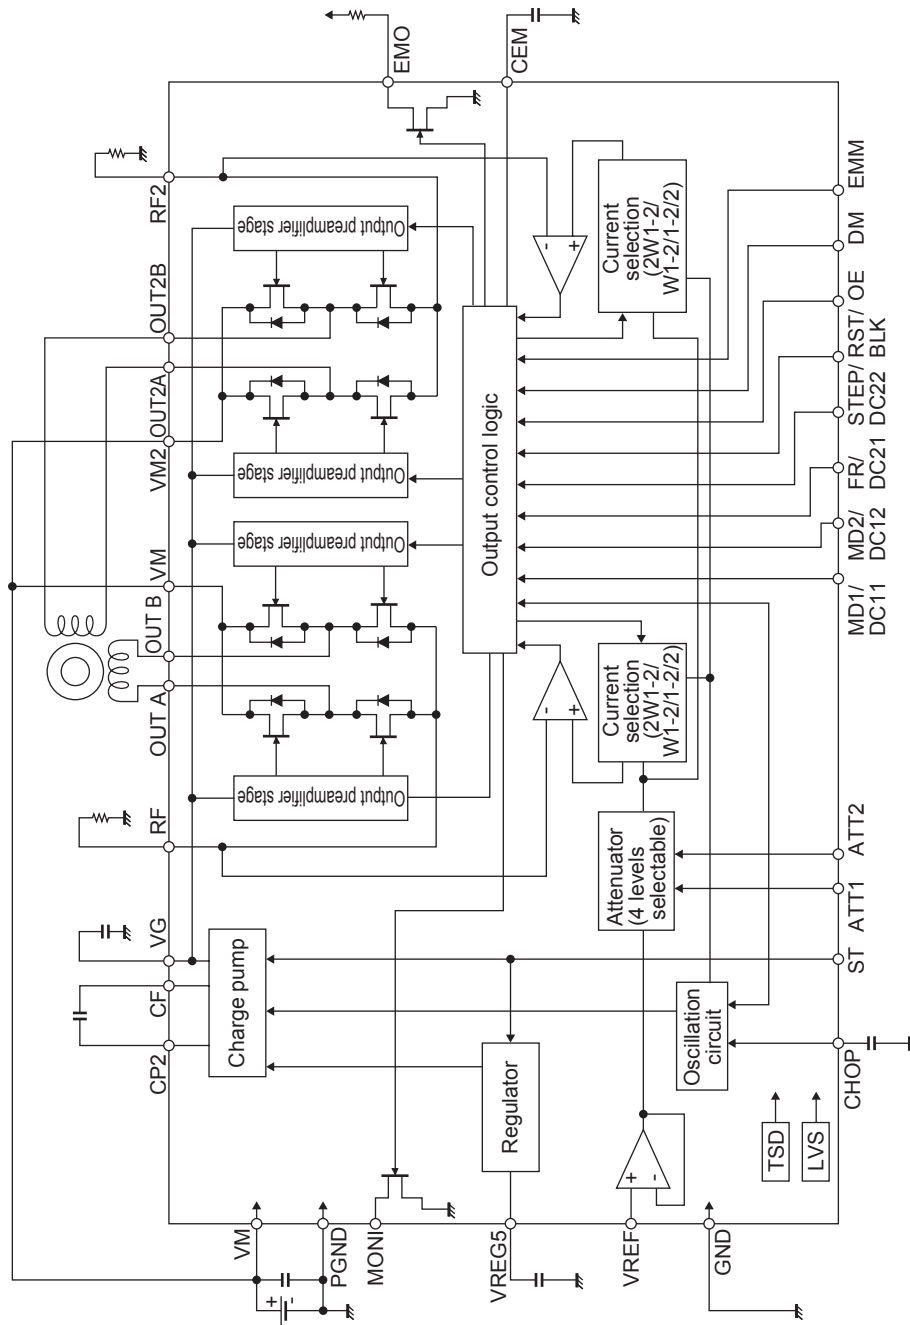 EMO
CEM
RF2
OUT2B
OUT2A
VM2
VM
OUT B
OUT A
RF
VG
CF
CP2
VM
PGND
MONI
VREG5
VREF
GND
Output preamplifier stage
Output preamplifier stage
Output preamplifier stage
Output preamplifier stage
Output control logic
Current
selection
(2W1-2/
W1-2/1-2/2)
Current
selection
(2W1-2/
W1-2/1-2/2)
-
+
-
+
+
-
+
-
Charge pump
Regulator
Attenuator
(4 levels
selectable)
Oscillation
circuit
TSD
LVS
EMM
DM
OE
RST/
BLK
STEP/
DC22
FR/
DC21
MD2/
DC12
MD1/
DC11
ATT2
ATT1
ST
CHOP